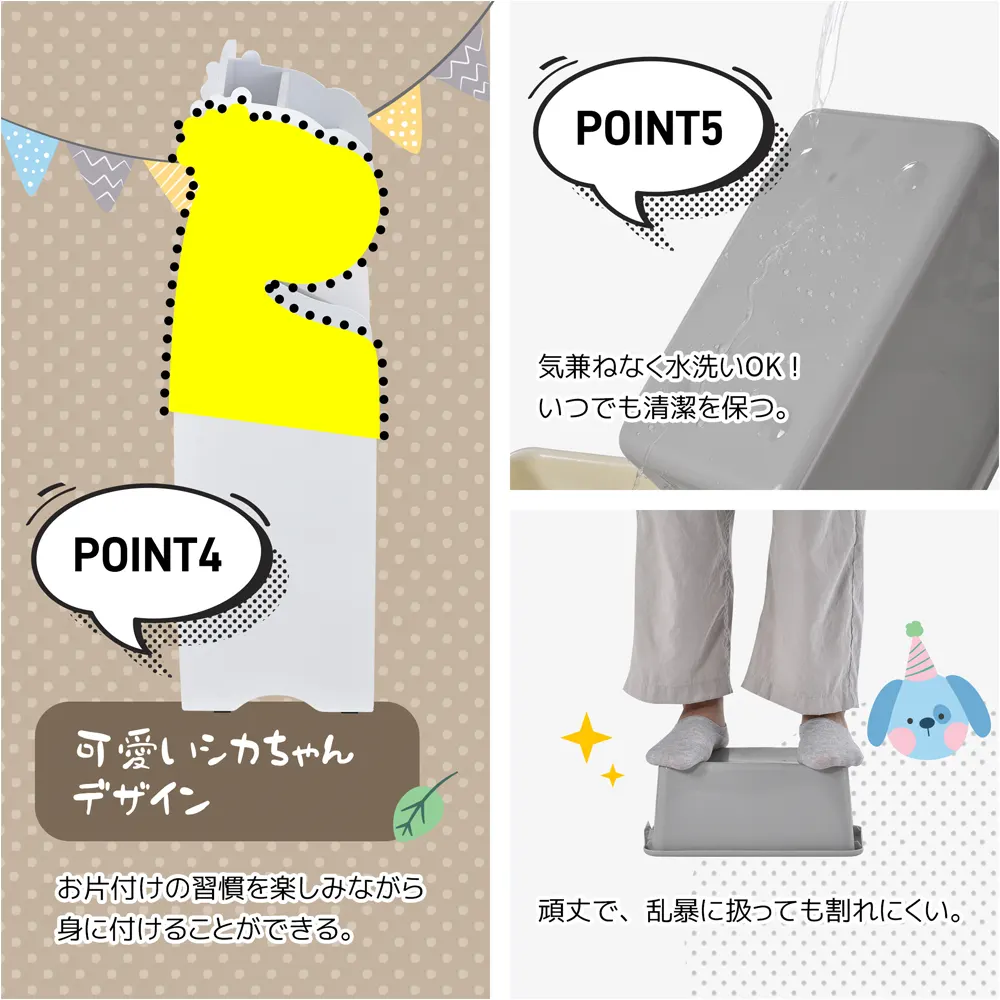 POINT4
可愛いシカちゃん
デザイン
お片付けの習慣を楽しみながら
身に付けることができる。
POINT5
気兼ねなく水洗いOK！
いつでも清潔を保つ。
頑丈で、乱暴に扱っても割れにくい。